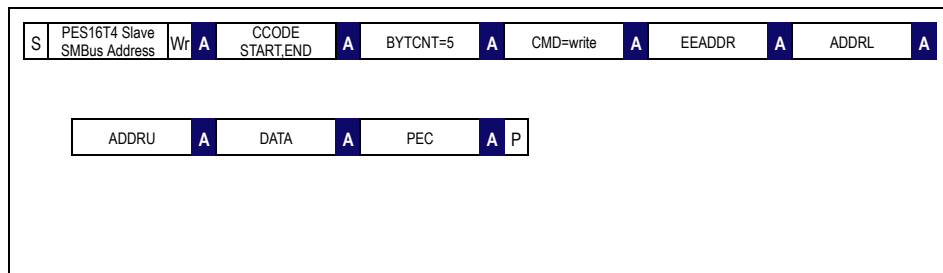 S PES16T4 Slave SMBus Address Wr A CCODE START,END A BYTCNT=5 A CMD=write A EEADDR A ADDRL A
ADDRU A DATA A PEC A P